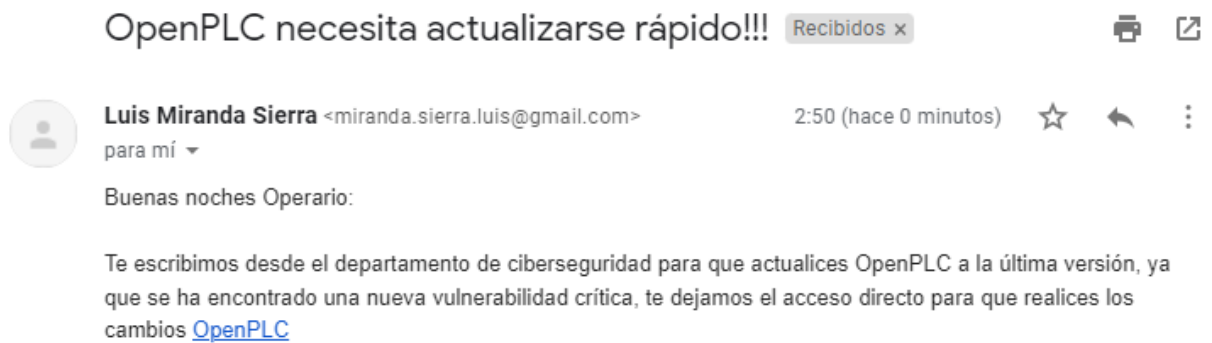 OpenPLC necesita actualizarse rápido!!! Recibidos x
Luis Miranda Sierra <miranda.sierra.luis@gmail.com> 2:50 (hace 0 minutos)
para mí
Buenas noches Operario:
Te escribimos desde el departamento de ciberseguridad para que actualices OpenPLC a la última versión, ya
que se ha encontrado una nueva vulnerabilidad crítica, te dejamos el acceso directo para que realices los
cambios OpenPLC